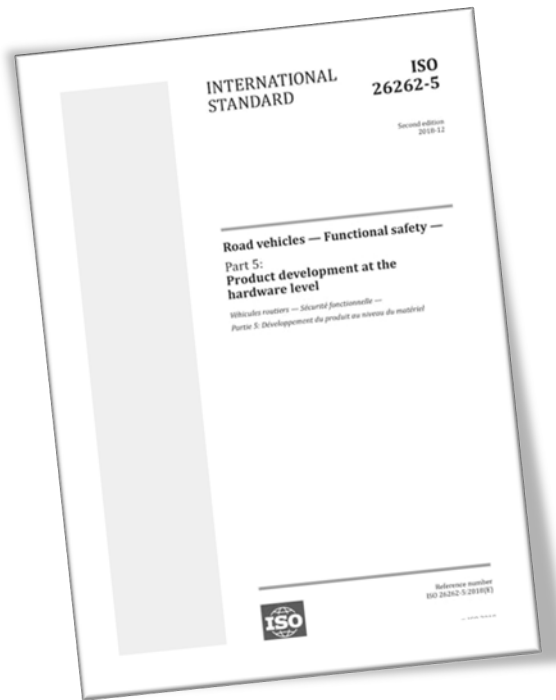 INTERNATIONAL
STANDARD
ISO
26262-5
Second edition
2018-12
Road vehicles — Functional safety —
Part 5:
Product development at the
hardware level
Véhicules routiers — Sécurité fonctionnelle —
Partie 5: Développement du produit au niveau du matériel
ISO
Reference number
ISO 26262-5:2018(E)